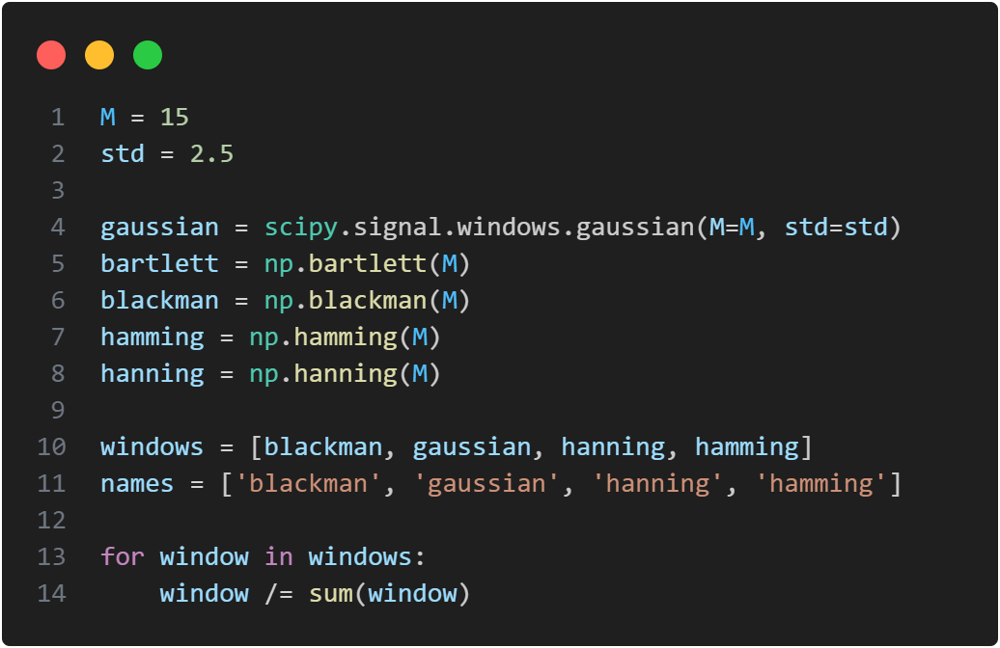 1 M = 15
2 std = 2.5
3
4 gaussian = scipy.signal.windows.gaussian(M=M, std=std)
5 bartlett = np.bartlett(M)
6 blackman = np.blackman(M)
7 hamming = np.hamming(M)
8 hanning = np.hanning(M)
9
10 windows = [blackman, gaussian, hanning, hamming]
11 names = ['blackman', 'gaussian', 'hanning', 'hamming']
12
13 for window in windows:
14     window /= sum(window)